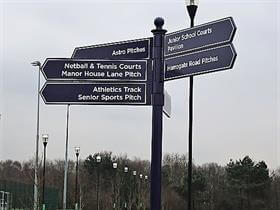 Astro Pitches
Netball & Tennis Courts
Manor House Lane Pitch
Athletics Track
Senior Sports Pitch
Junior School Courts
Pavilion
Harrogate Road Pitches